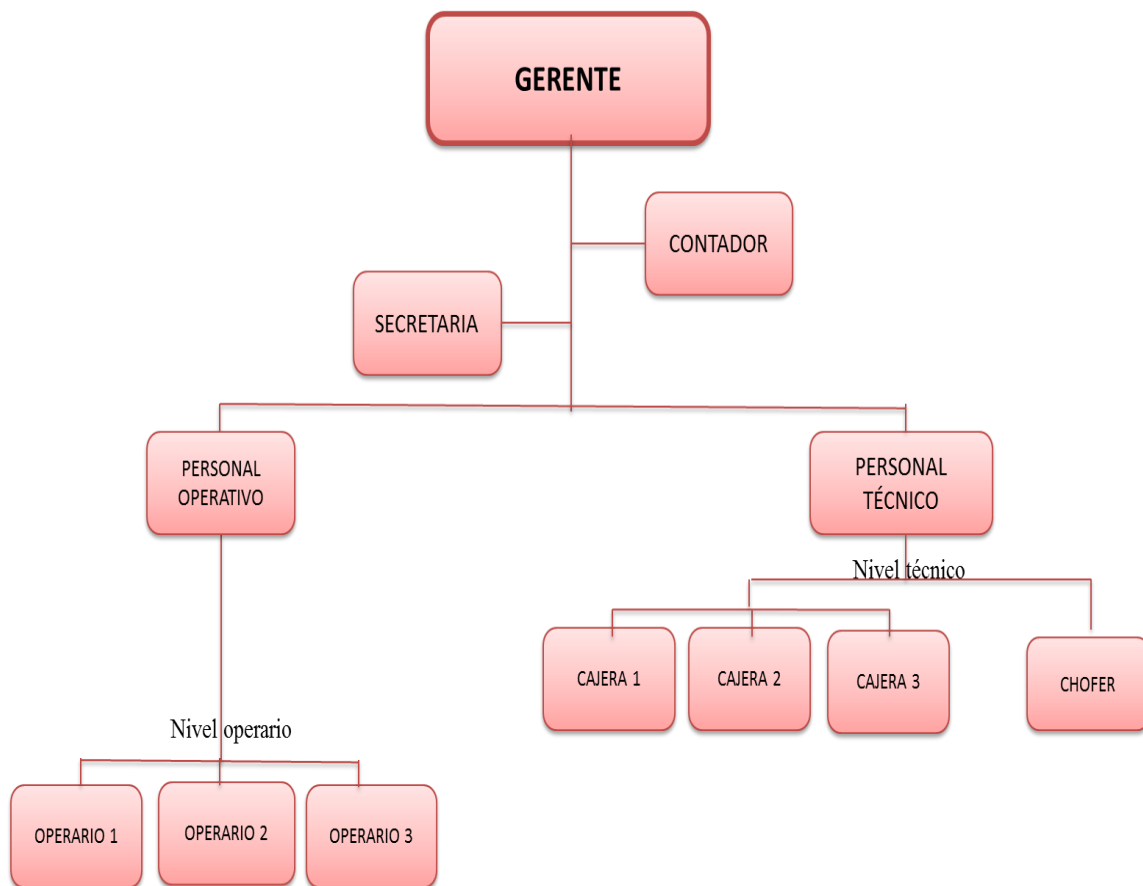 GERENTE
CONTADOR
SECRETARIA
PERSONAL
OPERATIVO
PERSONAL
TÉCNICO
Nivel técnico
CAJERA 1
CAJERA 2
CAJERA 3
CHOFER
Nivel operario
OPERARIO 1
OPERARIO 2
OPERARIO 3